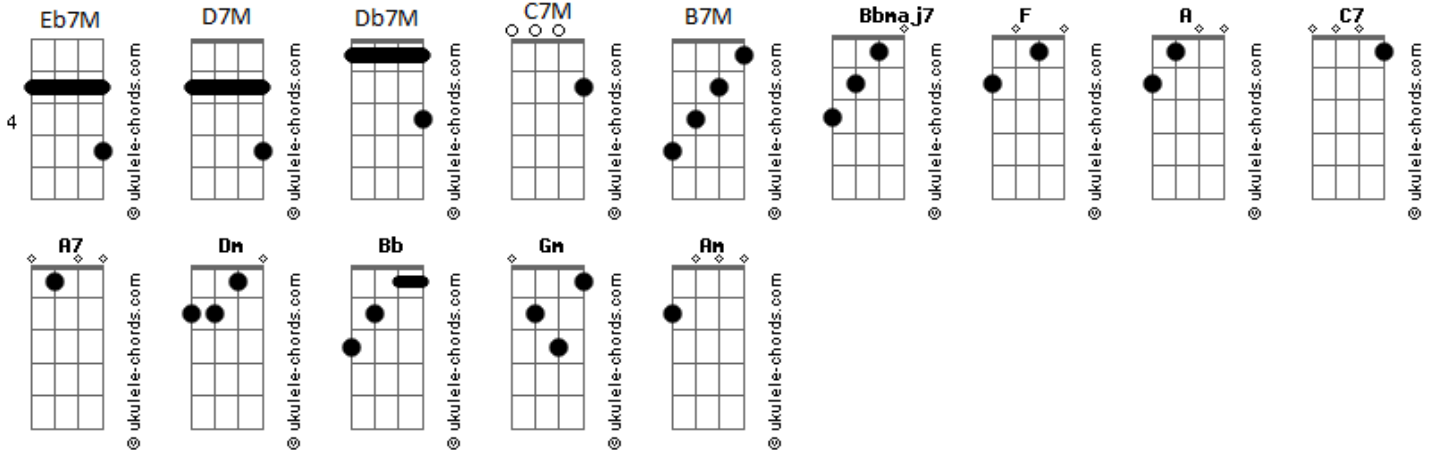 Eb7M D7M Db7M C7M B7M Bbmaj7 F A C7
4
© ukulele-chords.com © ukulele-chords.com © ukulele-chords.com © ukulele-chords.com © ukulele-chords.com © ukulele-chords.com © ukulele-chords.com © ukulele-chords.com © ukulele-chords.com
A7 Dm Bb Gm Am
© ukulele-chords.com © ukulele-chords.com © ukulele-chords.com © ukulele-chords.com © ukulele-chords.com